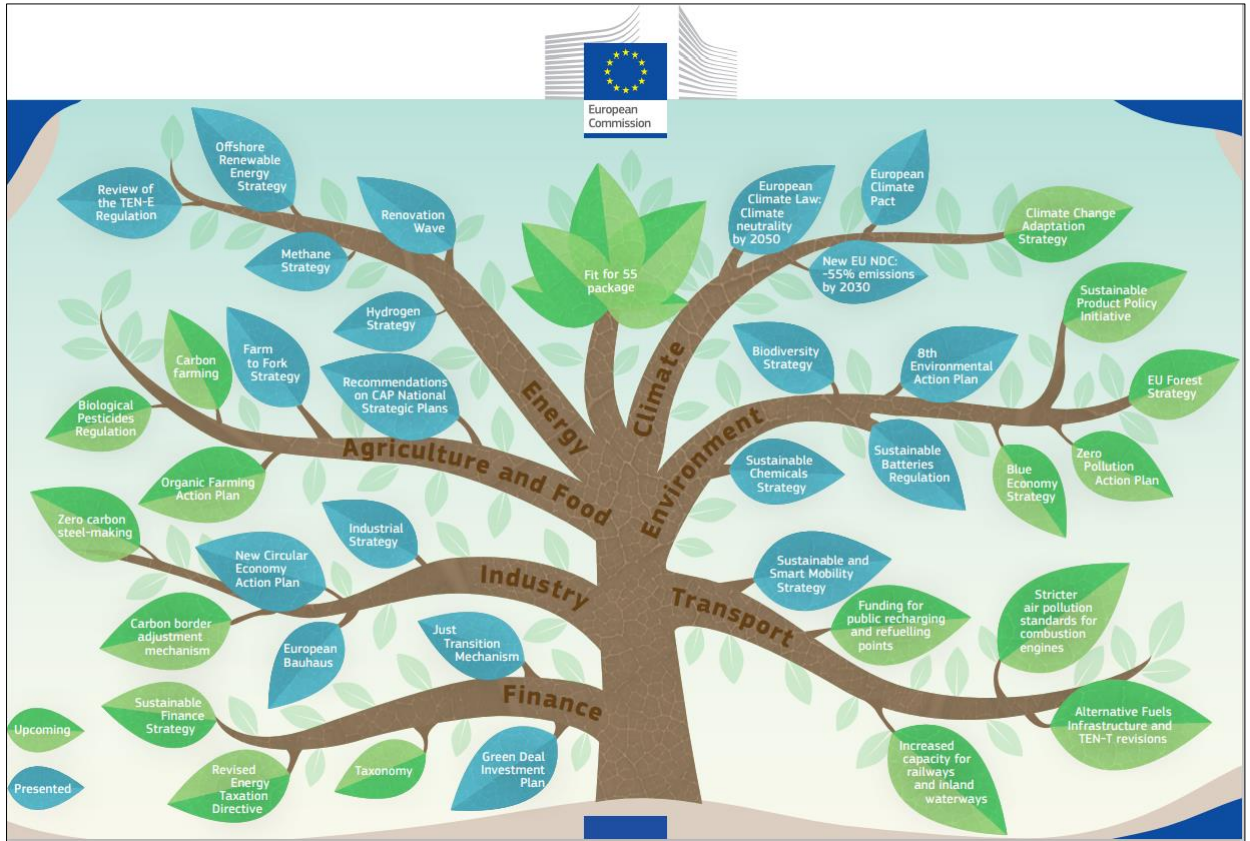 European
Commission
Offshore
Renewable
Energy
Strategy
Review of
the TEN-E
Regulation
Renovation
Wave
Methane
Strategy
Hydrogen
Strategy
Energy
Fit for 55
package
European
Climate Law:
Climate
neutrality
by 2050
European
Climate
Pact
Climate Change
Adaptation
Strategy
New EU NDC:
-55% emissions
by 2030
Climate
Carbon
farming
Farm
to Fork
Strategy
Recommendations
on CAP National
Strategic Plans
Biological
Pesticides
Regulation
Organic Farming
Action Plan
Agriculture and Food
Sustainable
Product Policy
Initiative
Biodiversity
Strategy
8th
Environmental
Action Plan
EU Forest
Strategy
Sustainable
Chemicals
Strategy
Sustainable
Batteries
Regulation
Blue
Economy
Strategy
Zero
Pollution
Action Plan
Environment
Zero carbon
steel-making
New Circular
Economy
Action Plan
Industrial
Strategy
Carbon border
adjustment
mechanism
European
Bauhaus
Industry
Sustainable and
Smart Mobility
Strategy
Funding for
public recharging
and refuelling
points
Stricter
air pollution
standards for
combustion
engines
Alternative Fuels
Infrastructure and
TEN-T revisions
Increased
capacity for
railways
and inland
waterways
Transport
Just
Transition
Mechanism
Sustainable
Finance
Strategy
Revised
Energy
Taxation
Directive
Taxonomy
Green Deal
Investment
Plan
Finance
Upcoming
Presented